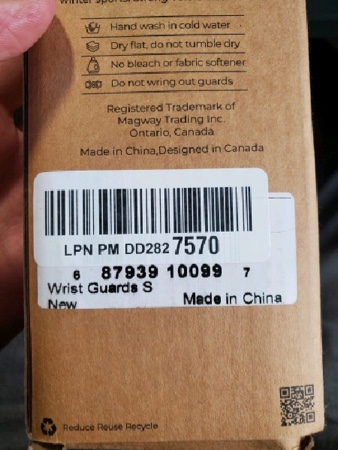 Hand wash in cold water
Dry flat, do not tumble dry
No bleach or fabric softener
Do not wring out guards
Registered Trademark of
Magway Trading Inc.
Ontario, Canada
Made in China,Designed in Canada
LPN PM DD282 7570
6 87939 10099 7
Wrist Guards S
New Made in China
Reduce Reuse Recycle